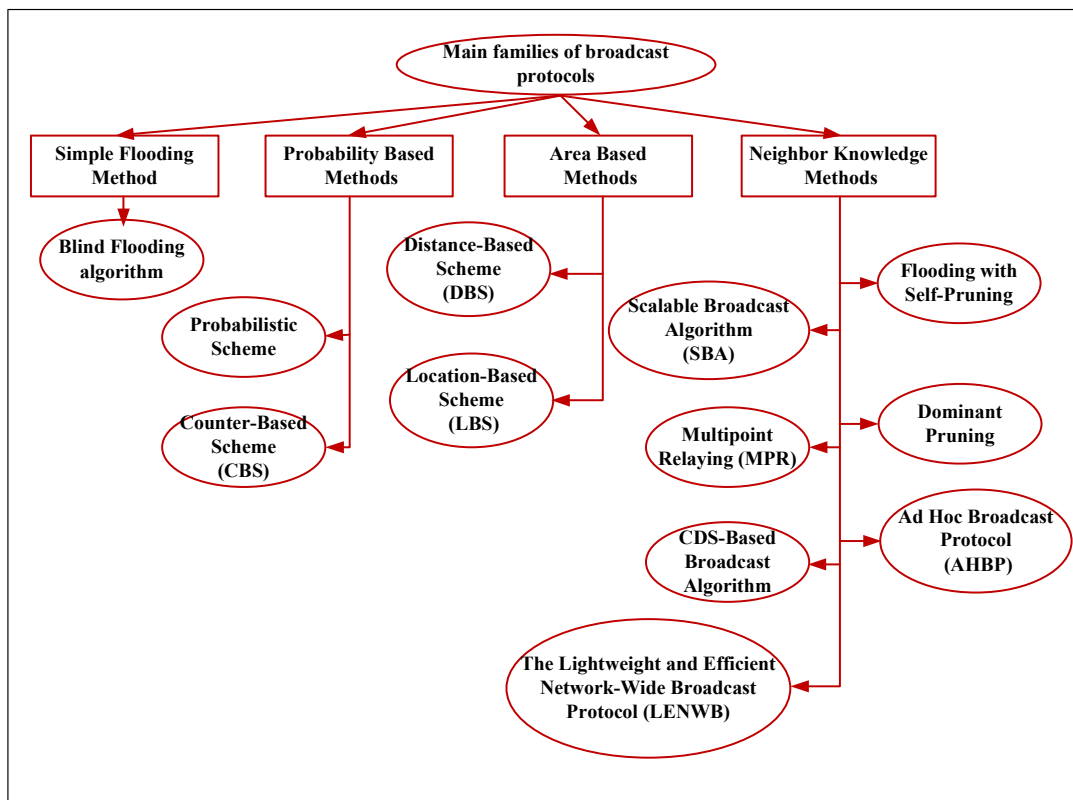 Main families of broadcast
protocols
Simple Flooding
Method
Probability Based
Methods
Area Based
Methods
Neighbor Knowledge
Methods
Blind Flooding
algorithm
Probabilistic
Scheme
Counter-Based
Scheme
(CBS)
Distance-Based
Scheme
(DBS)
Location-Based
Scheme
(LBS)
Flooding with
Self-Pruning
Scalable Broadcast
Algorithm
(SBA)
Dominant
Pruning
Multipoint
Relaying (MPR)
Ad Hoc Broadcast
Protocol
(AHBP)
CDS-Based
Broadcast
Algorithm
The Lightweight and Efficient
Network-Wide Broadcast
Protocol (LENWB)